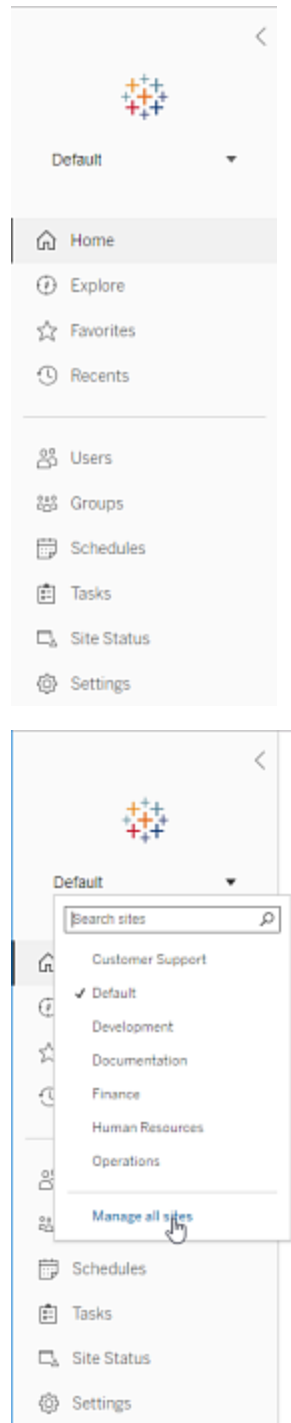 Default
Home
Explore
Favorites
Recents
Users
Groups
Schedules
Tasks
Site Status
Settings
Default
Search sites
Customer Support
Default
Development
Documentation
Finance
Human Resources
Operations
Manage all sites
Schedules
Tasks
Site Status
Settings